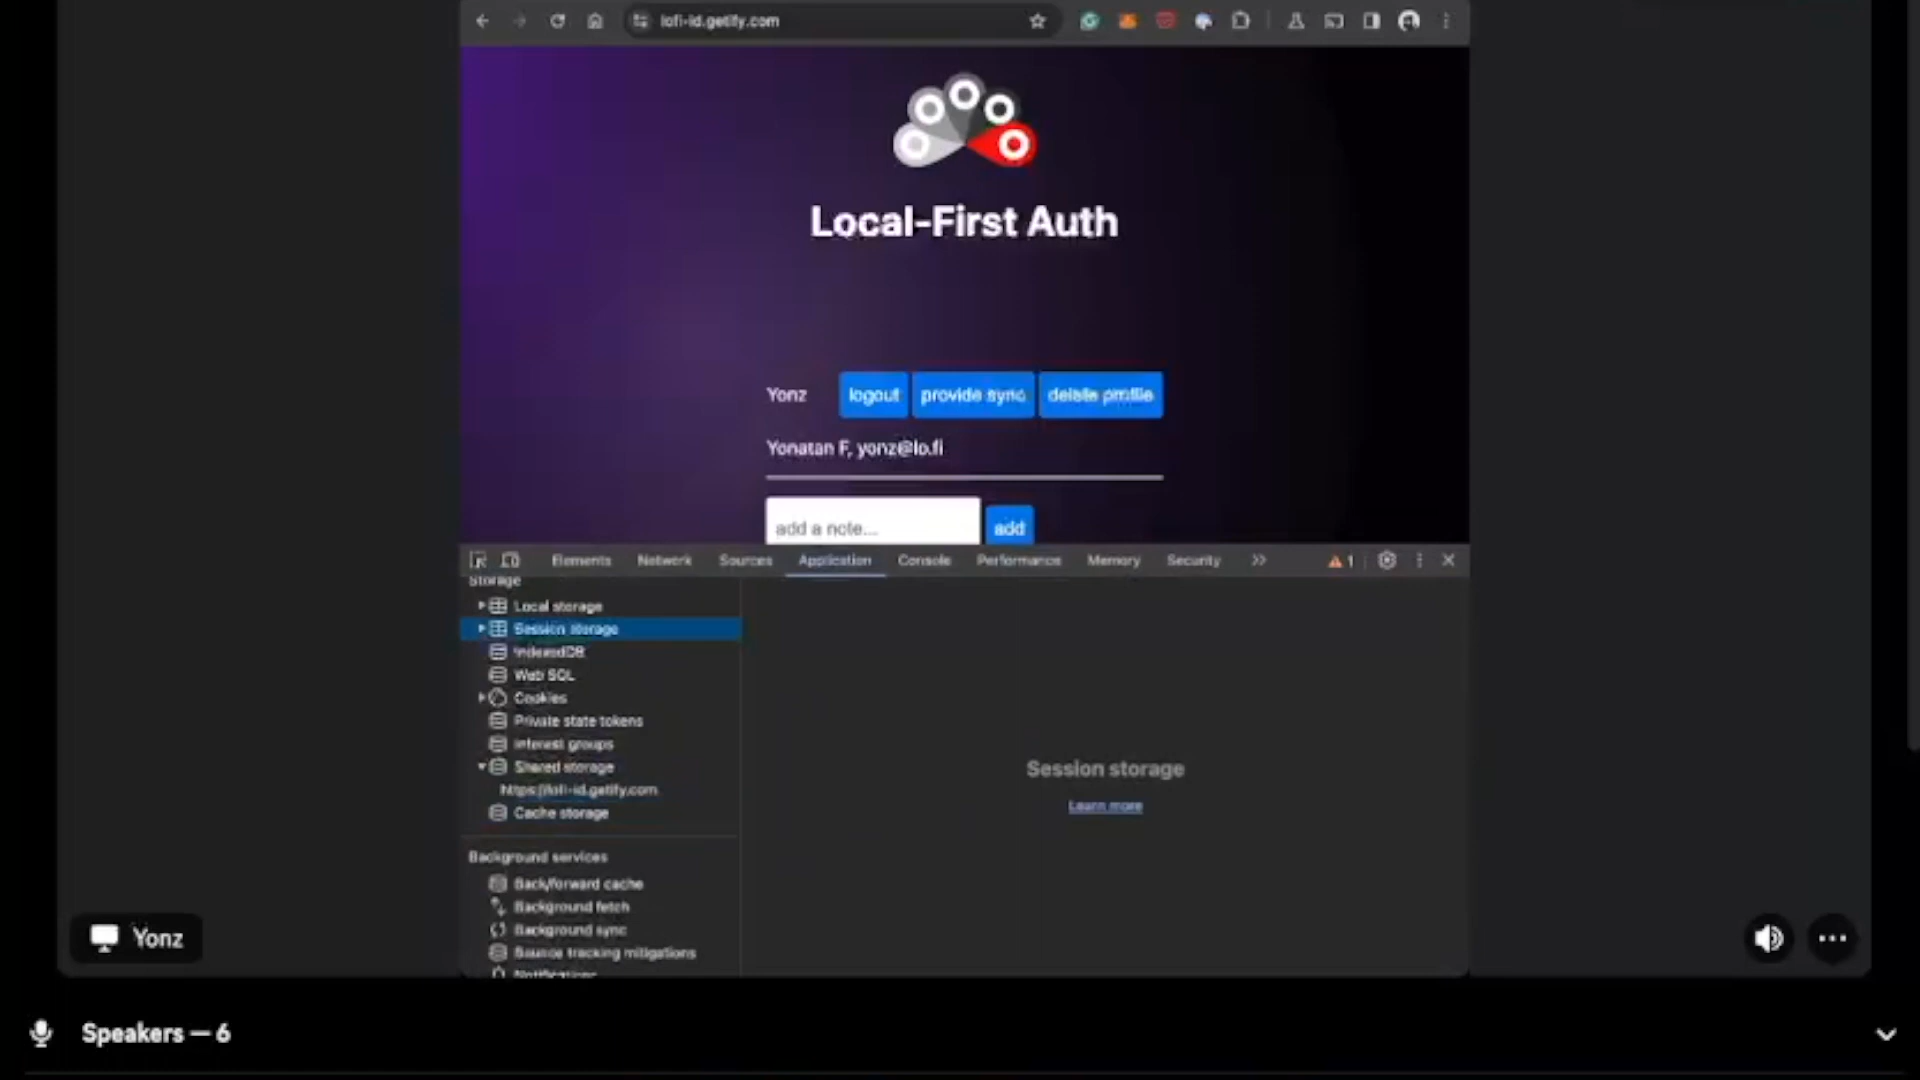 lofi-id.getify.com
Local-First Auth
Yonz logout provide sync delete profile
Yonatan F, yonz@lo.fi
add a note... add
Elements Network Sources Application Console Performance Memory Security 1
Storage
Local storage
Session storage
IndexedDB
Web SQL
Cookies
Private state tokens
Interest groups
Shared storage
https://lofi-id.getify.com
Cache storage
Session storage
Learn more
Background services
Back/forward cache
Background fetch
Background sync
Bounce tracking mitigations
Notifications
Yonz
Speakers — 6